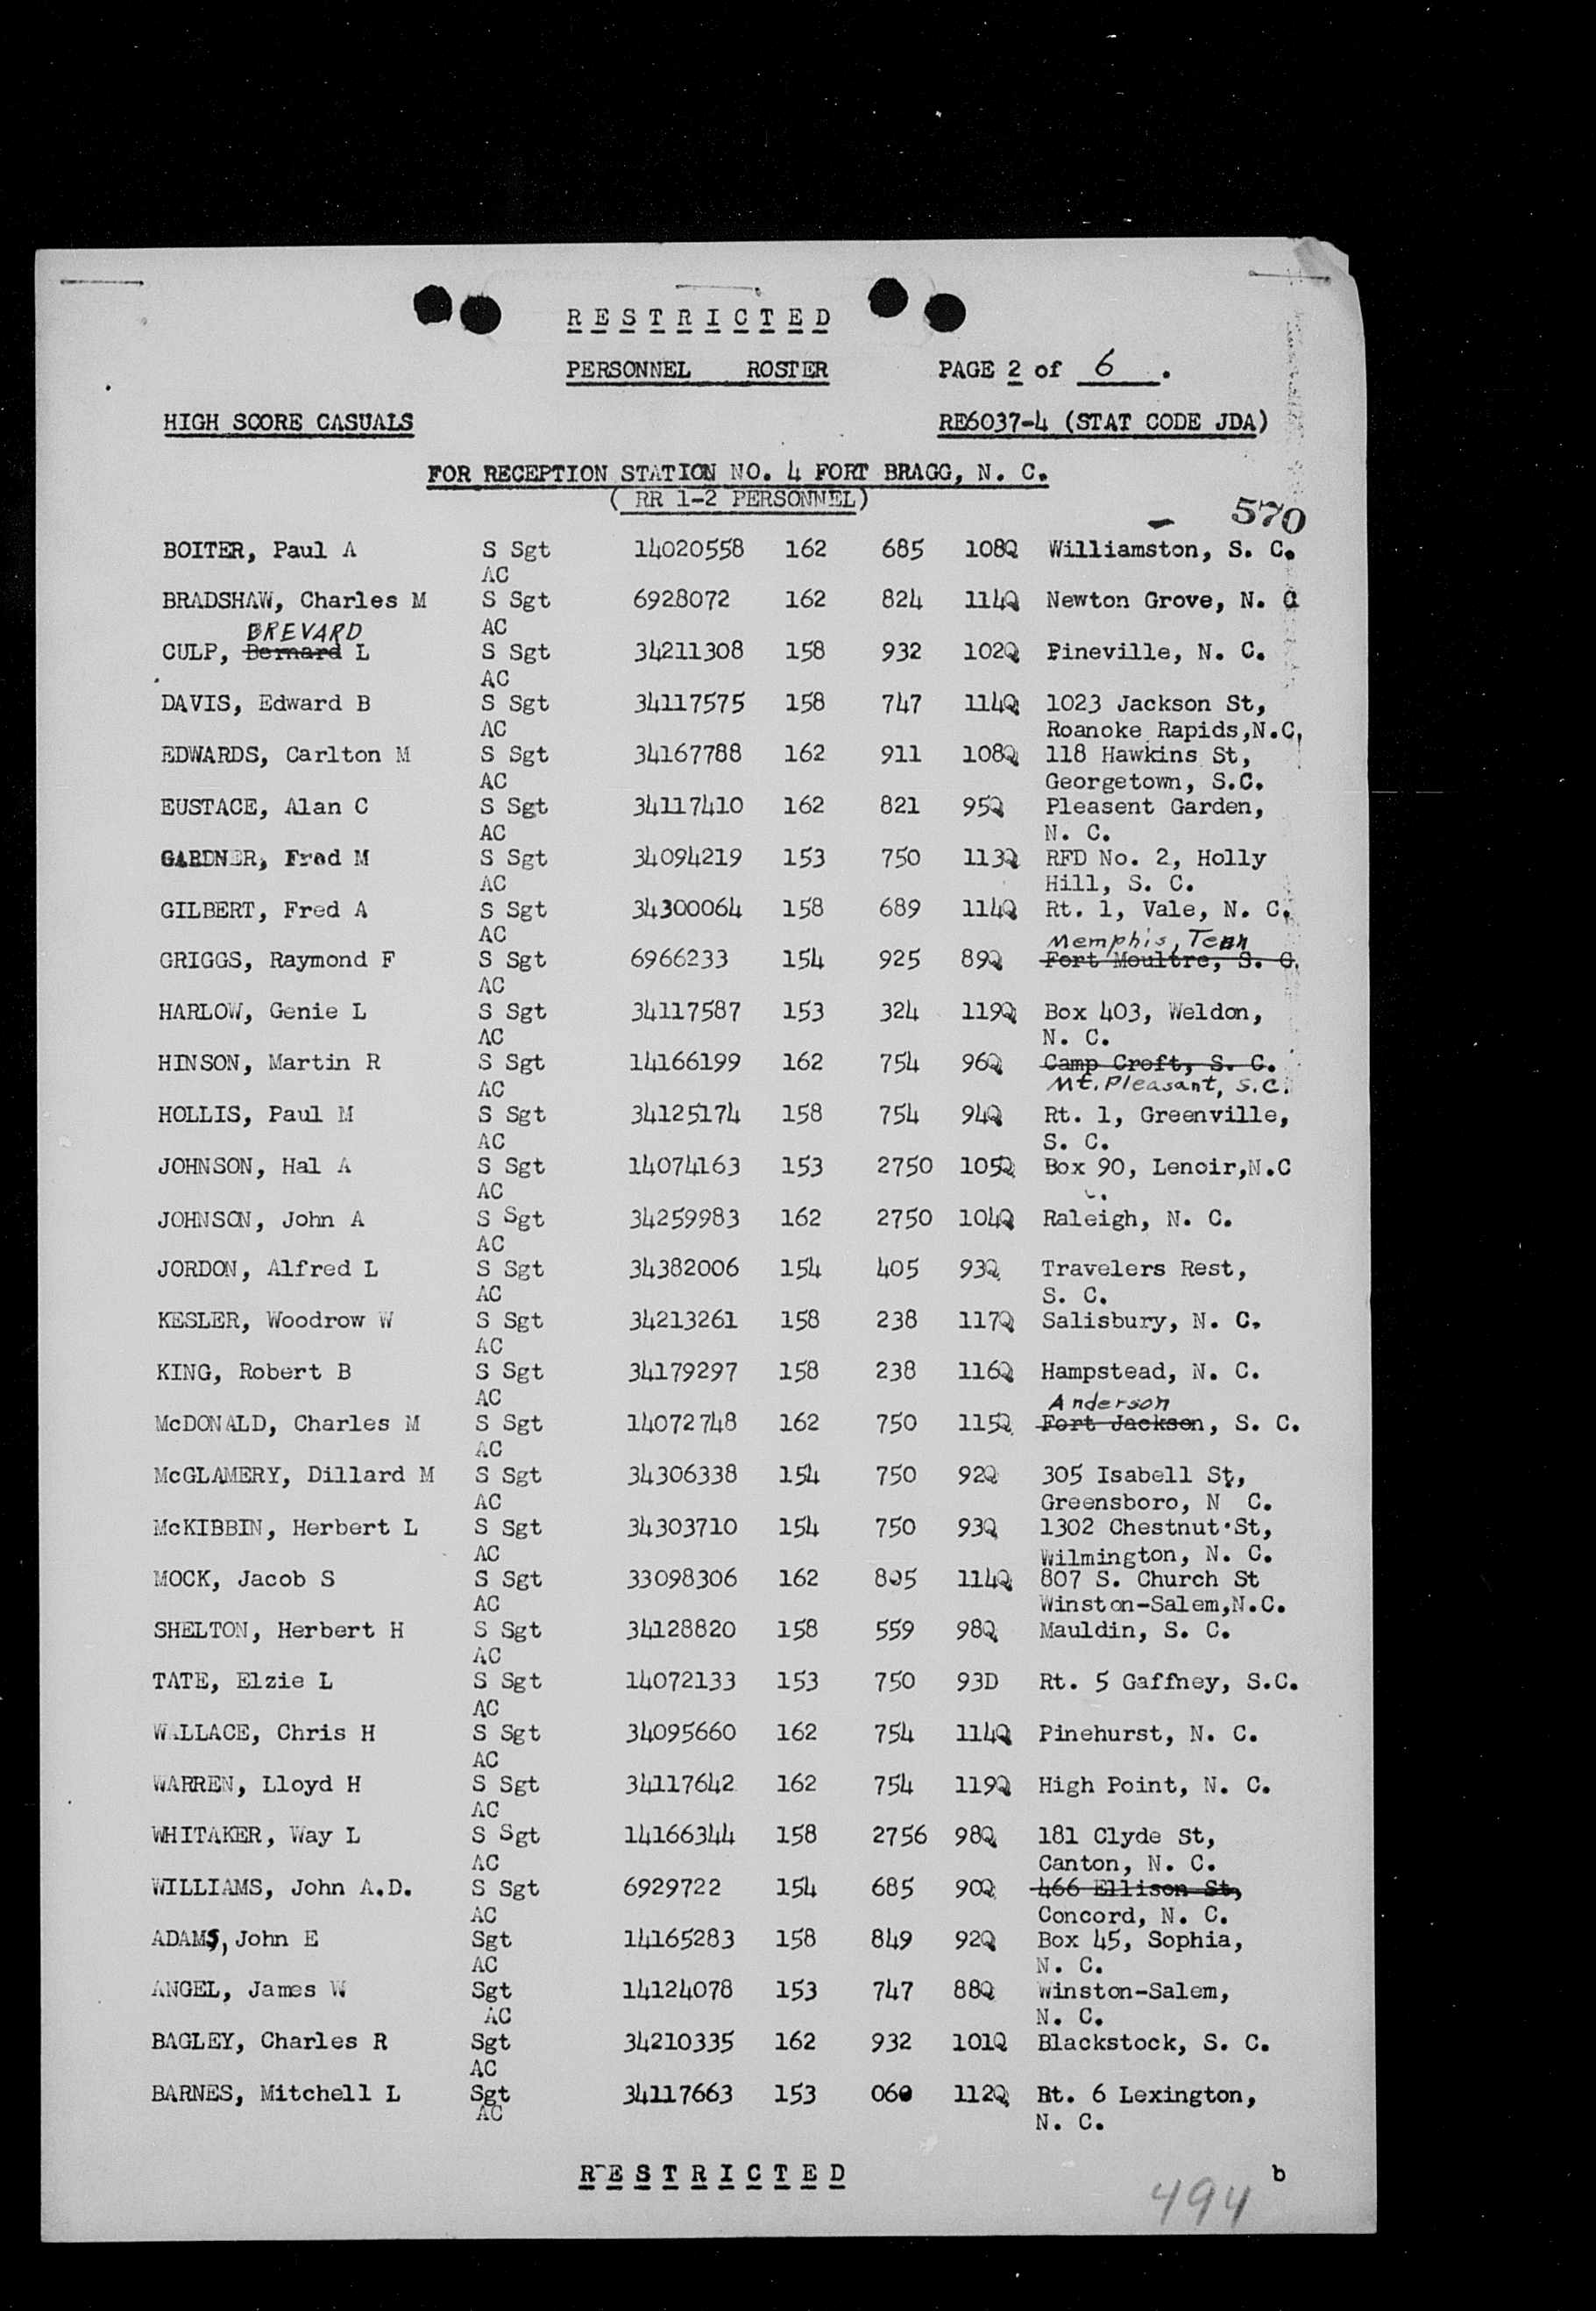 RESTRICTED
PERSONNEL ROSTER PAGE 2 of 6.
HIGH SCORE CASUALS RE6037-4 (STAT CODE JDA)
FOR RECEPTION STATION NO. 4 FORT BRAGG, N. C.
( RR 1-2 PERSONNEL)
570
BOITER, Paul A S Sgt 14020558 162 685 108Q Williamston, S. C.
AC
BRADSHAW, Charles M S Sgt 6928072 162 824 114Q Newton Grove, N. C
BREVARD AC
CULP, Bernard L S Sgt 34211308 158 932 102Q Pineville, N. C.
AC
DAVIS, Edward B S Sgt 34117575 158 747 114Q 1023 Jackson St,
AC Roanoke Rapids,N.C.
EDWARDS, Carlton M S Sgt 34167788 162 911 108Q 118 Hawkins St,
AC Georgetown, S.C.
EUSTACE, Alan C S Sgt 34117410 162 821 95Q Pleasent Garden,
AC N. C.
GARDNER, Fred M S Sgt 34094219 153 750 113Q RFD No. 2, Holly
AC Hill, S. C.
GILBERT, Fred A S Sgt 34300064 158 689 114Q Rt. 1, Vale, N. C.
AC Memphis, Tenn
GRIGGS, Raymond F S Sgt 6966233 154 925 89Q Fort Moultre, S. C.
AC
HARLOW, Genie L S Sgt 34117587 153 324 119Q Box 403, Weldon,
AC N. C.
HINSON, Martin R S Sgt 14166199 162 754 96Q Camp Croft, S. C.
AC Mt. Pleasant, S.C.
HOLLIS, Paul M S Sgt 34125174 158 754 94Q Rt. 1, Greenville,
AC S. C.
JOHNSON, Hal A S Sgt 14074163 153 2750 105Q Box 90, Lenoir,N.C
AC
JOHNSON, John A S Sgt 34259983 162 2750 104Q Raleigh, N. C.
AC
JORDON, Alfred L S Sgt 34382006 154 405 93Q Travelers Rest,
AC S. C.
KESLER, Woodrow W S Sgt 34213261 158 238 117Q Salisbury, N. C.
AC
KING, Robert B S Sgt 34179297 158 238 116Q Hampstead, N. C.
AC Anderson
McDONALD, Charles M S Sgt 14072748 162 750 115Q Fort Jackson, S. C.
AC
McGLAMERY, Dillard M S Sgt 34306338 154 750 92Q 305 Isabell St,
AC Greensboro, N C.
McKIBBIN, Herbert L S Sgt 34303710 154 750 93Q 1302 Chestnut St,
AC Wilmington, N. C.
MOCK, Jacob S S Sgt 33098306 162 805 114Q 807 S. Church St
AC Winston-Salem,N.C.
SHELTON, Herbert H S Sgt 34128820 158 559 98Q Mauldin, S. C.
AC
TATE, Elzie L S Sgt 14072133 153 750 93D Rt. 5 Gaffney, S.C.
AC
WALLACE, Chris H S Sgt 34095660 162 754 114Q Pinehurst, N. C.
AC
WARREN, Lloyd H S Sgt 34117642 162 754 119Q High Point, N. C.
AC
WHITAKER, Way L S Sgt 14166344 158 2756 98Q 181 Clyde St,
AC Canton, N. C.
WILLIAMS, John A.D. S Sgt 6929722 154 685 90Q 466 Ellison St,
AC Concord, N. C.
ADAMS, John E Sgt 14165283 158 849 92Q Box 45, Sophia,
AC N. C.
ANGEL, James W Sgt 14124078 153 747 88Q Winston-Salem,
AC N. C.
BAGLEY, Charles R Sgt 34210335 162 932 101Q Blackstock, S. C.
AC
BARNES, Mitchell L Sgt 34117663 153 060 112Q Rt. 6 Lexington,
AC N. C.
RESTRICTED b
494